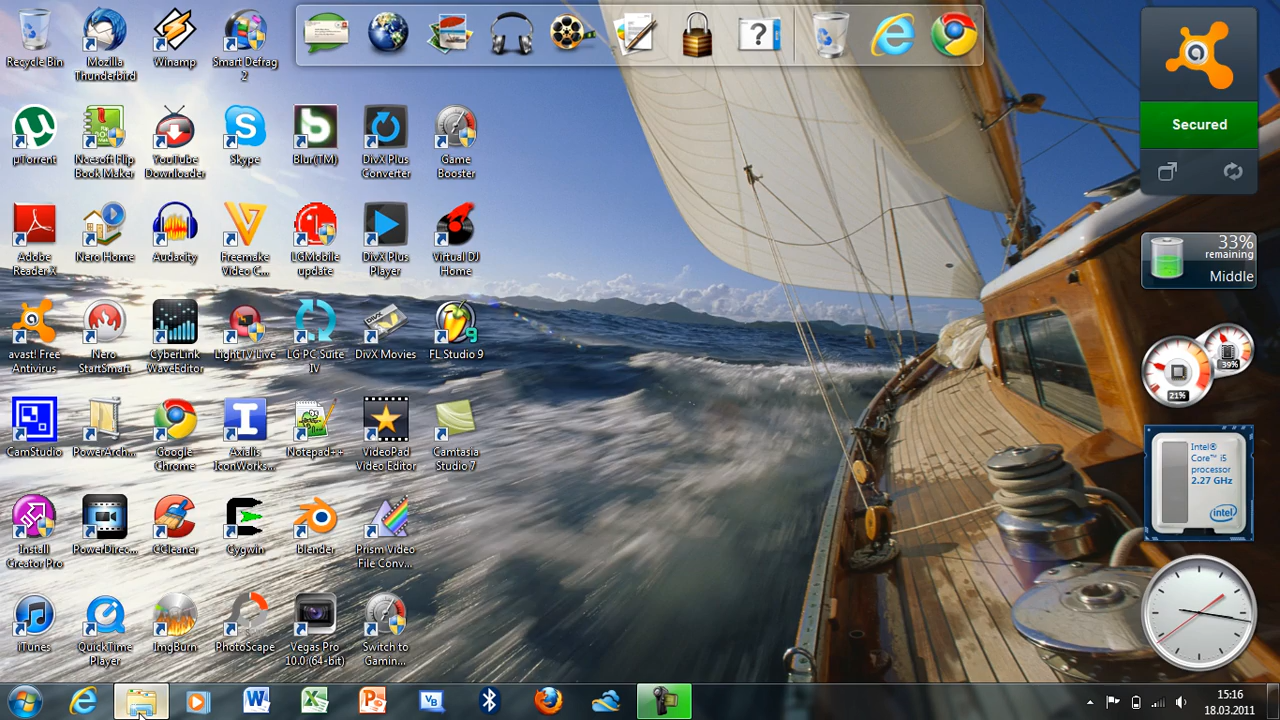 Recycle Bin
Mozilla
Thunderbird
Winamp
Smart Defrag
2
µTorrent
Ncesoft Flip
Book Maker
YouTube
Downloader
Skype
Blur(TM)
DivX Plus
Converter
Game
Booster
Adobe
Reader X
Nero Home
Audacity
Freemake
Video C...
LGMobile
update
DivX Plus
Player
Virtual DJ
Home
avast! Free
Antivirus
Nero
StartSmart
CyberLink
WaveEditor
LightTV Live
LG PC Suite
IV
DivX Movies
FL Studio 9
CamStudio
PowerArch...
Google
Chrome
Axialis
IconWorks...
Notepad++
VideoPad
Video Editor
Camtasia
Studio 7
Install
Creator Pro
PowerDirec...
CCleaner
Cygwin
Blender
Prism Video
File Conv...
iTunes
QuickTime
Player
ImgBurn
PhotoScape
Vegas Pro
10.0 (64-bit)
Switch to
Gamin...
Secured
33%
remaining
Middle
39%
21%
Intel®
Core™ i5
processor
2.27 GHz
intel
15:16
18.03.2011